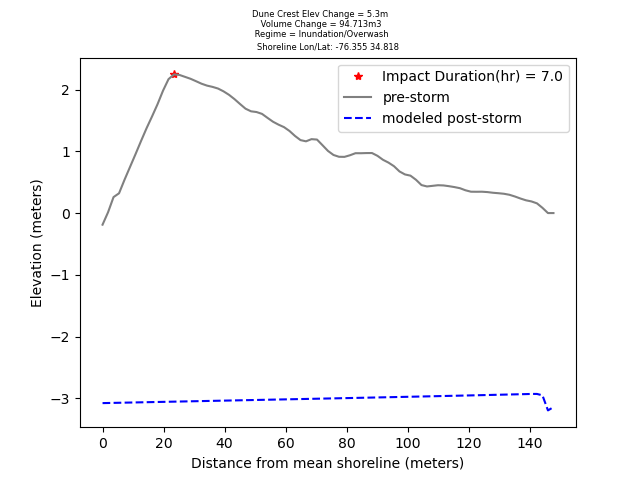 Dune Crest Elev Change = 5.3m
Volume Change = 94.713m3
Regime = Inundation/Overwash
Shoreline Lon/Lat: -76.355 34.818
Impact Duration(hr) = 7.0
pre-storm
modeled post-storm
2
1
0
−1
−2
−3
Elevation (meters)
0 20 40 60 80 100 120 140
Distance from mean shoreline (meters)